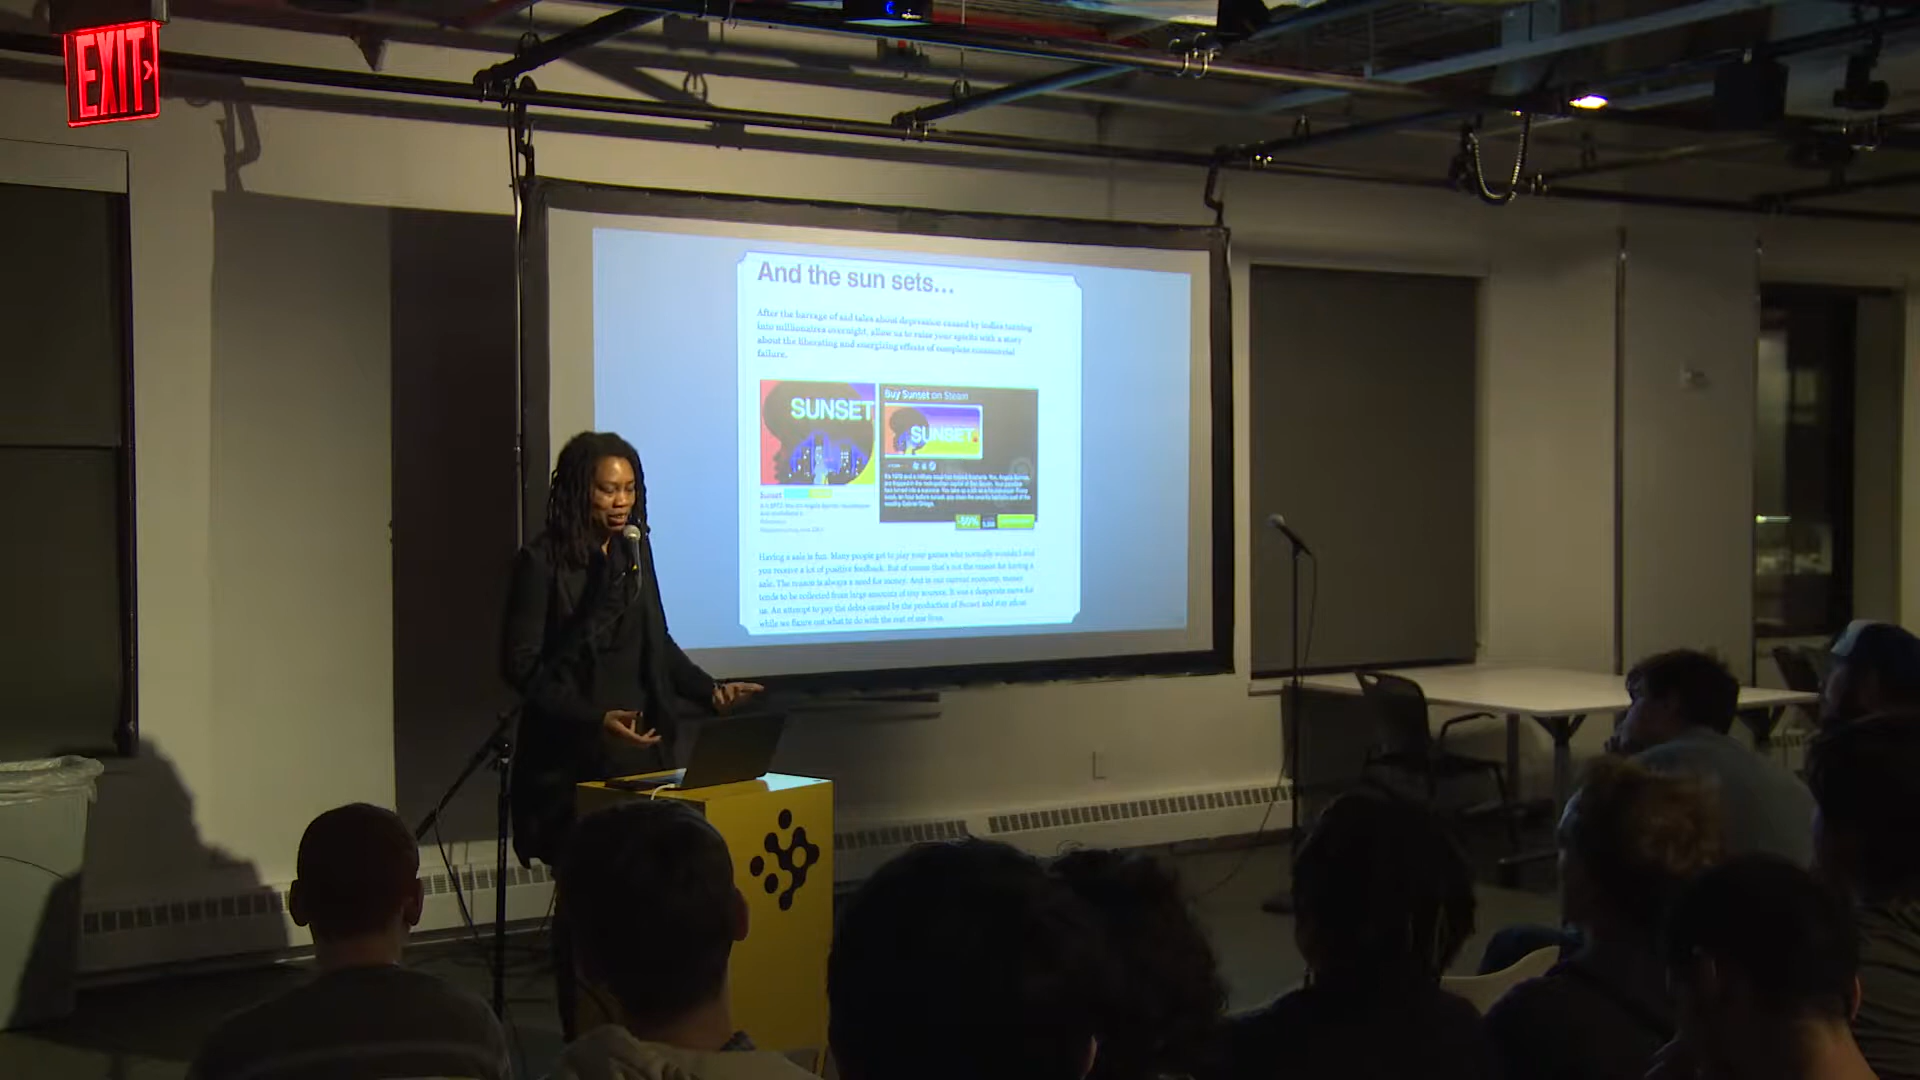 EXIT
And the sun sets...
After the barrage of sad tales about depression caused by indies turning
into millionaires overnight, allow us to raise your spirits with a story
about the liberating and energizing effects of complete commercial
failure.
SUNSET
Buy Sunset on Steam
SUNSET
Sunset
-50%
Having a sale is fun. Many people get to play your games who normally wouldn't and
you receive a lot of positive feedback. But of course that's not the reason for having a
sale. The reason is always a need for money. And in our current economy, money
tends to be collected from large amounts of tiny sources. It was a desperate move for
us. An attempt to pay the debts caused by the production of Sunset and stay afloat
while we figure out what to do with the rest of our lives.